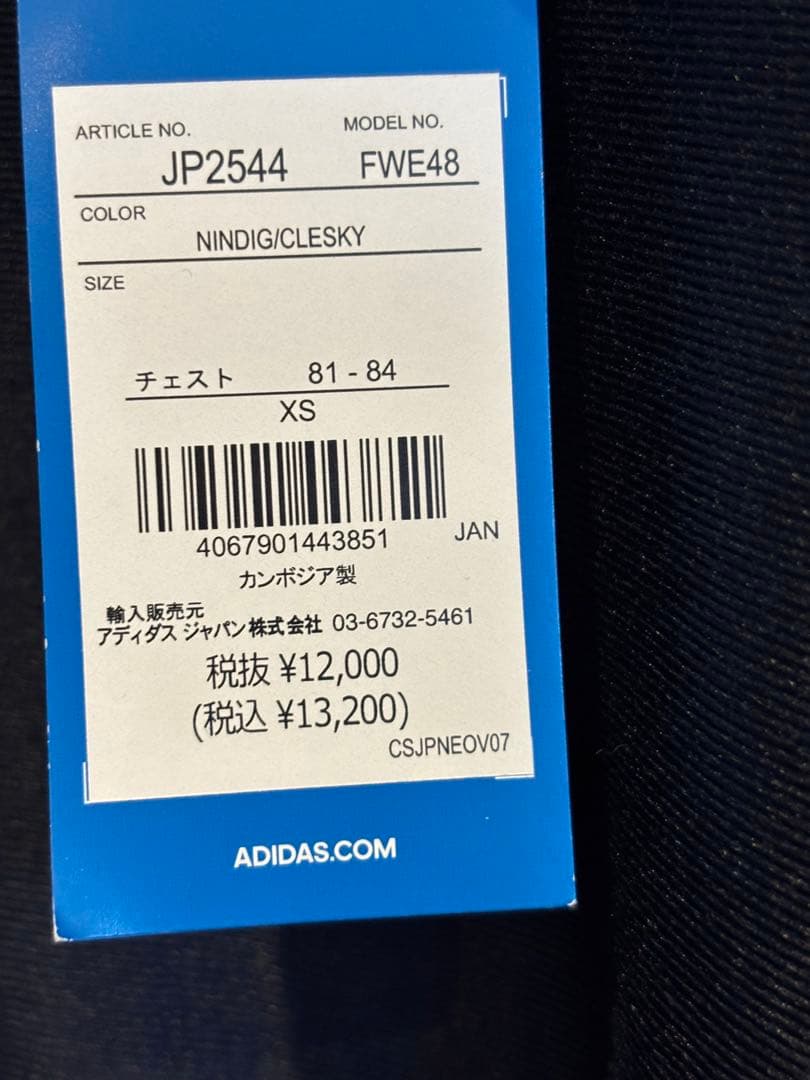 ARTICLE NO. MODEL NO.
JP2544 FWE48
COLOR
NINDIG/CLESKY
SIZE
チェスト 81 - 84
XS
4067901443851 JAN
カンボジア製
輸入販売元
アディダス ジャパン株式会社 03-6732-5461
税抜 ¥12,000
(税込 ¥13,200)
CSJPNEOV07
ADIDAS.COM